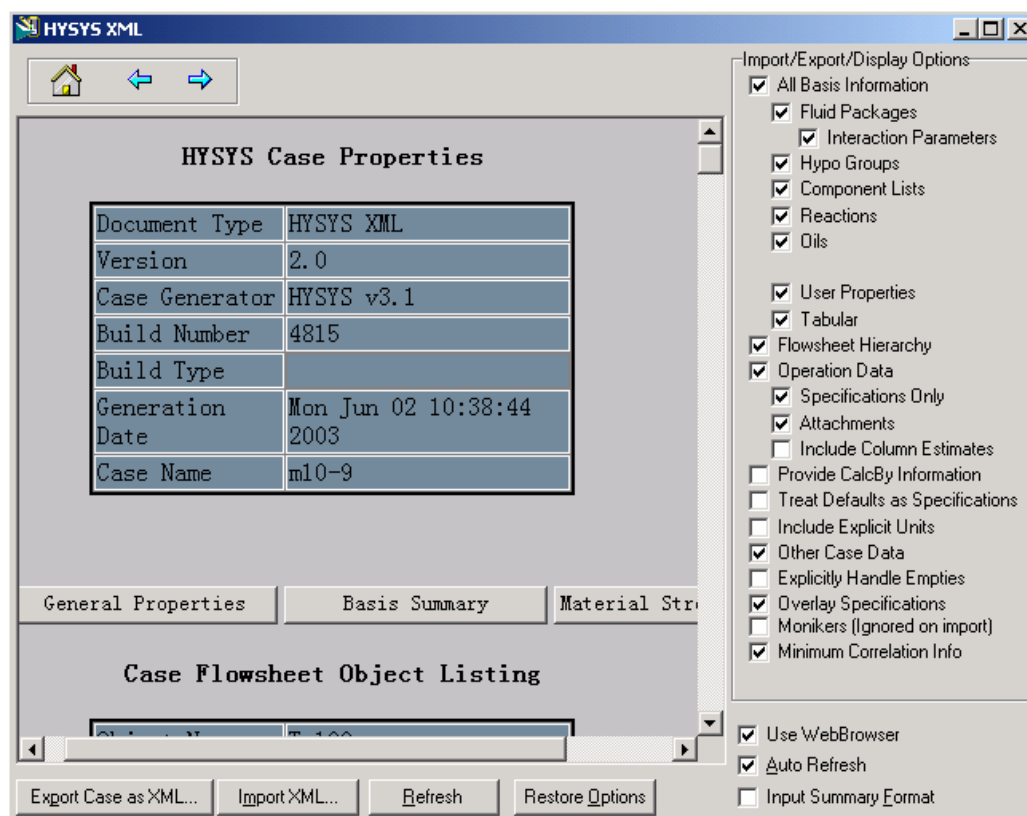 HYSYS XML
HYSYS Case Properties
Document Type HYSYS XML
Version 2.0
Case Generator HYSYS v3.1
Build Number 4815
Build Type
Generation Date Mon Jun 02 10:38:44 2003
Case Name m10-9
General Properties Basis Summary Material Str
Case Flowsheet Object Listing
Export Case as XML... Import XML... Refresh Restore Options
Import/Export/Display Options
All Basis Information
Fluid Packages
Interaction Parameters
Hypo Groups
Component Lists
Reactions
Oils
User Properties
Tabular
Flowsheet Hierarchy
Operation Data
Specifications Only
Attachments
Include Column Estimates
Provide CalcBy Information
Treat Defaults as Specifications
Include Explicit Units
Other Case Data
Explicitly Handle Empties
Overlay Specifications
Monikers (Ignored on import)
Minimum Correlation Info
Use WebBrowser
Auto Refresh
Input Summary Format